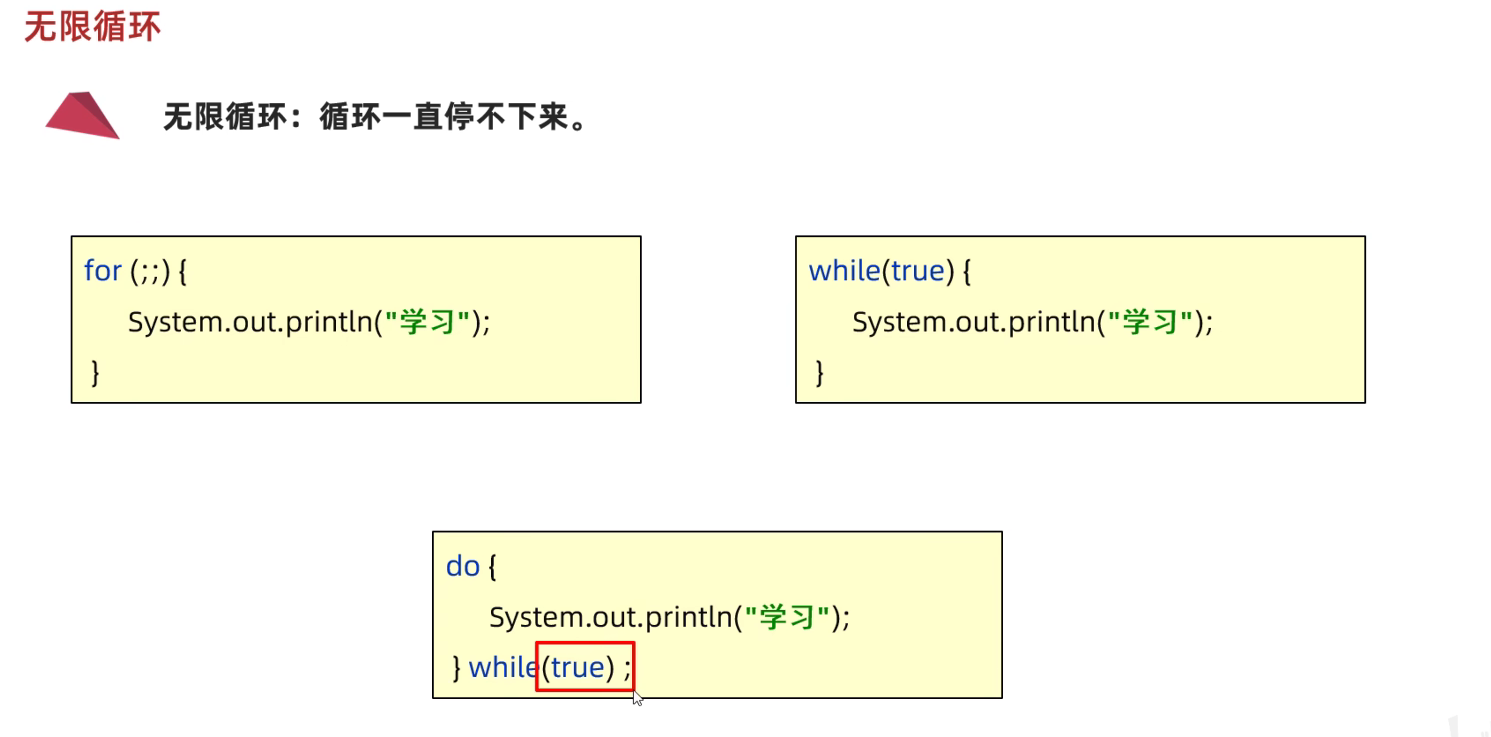 无限循环
无限循环：循环一直停不下来。
for (;;) {
System.out.println("学习");
}
while(true) {
System.out.println("学习");
}
do {
System.out.println("学习");
} while(true) ;